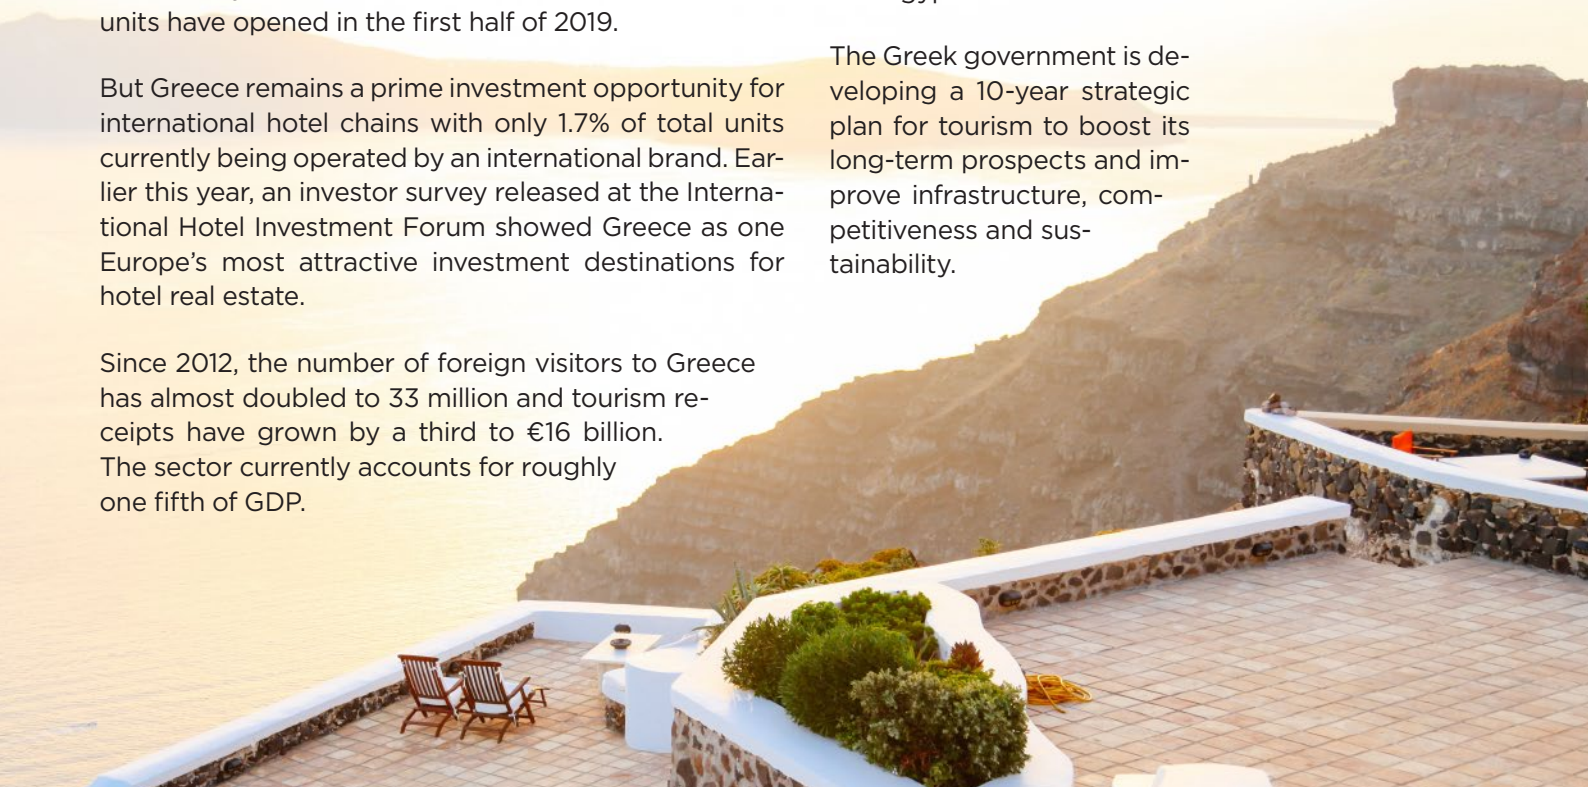 units have opened in the first half of 2019.
But Greece remains a prime investment opportunity for
international hotel chains with only 1.7% of total units
currently being operated by an international brand. Ear-
lier this year, an investor survey released at the Interna-
tional Hotel Investment Forum showed Greece as one
Europe’s most attractive investment destinations for
hotel real estate.
Since 2012, the number of foreign visitors to Greece
has almost doubled to 33 million and tourism re-
ceipts have grown by a third to €16 billion.
The sector currently accounts for roughly
one fifth of GDP.
The Greek government is de-
veloping a 10-year strategic
plan for tourism to boost its
long-term prospects and im-
prove infrastructure, com-
petitiveness and sus-
tainability.